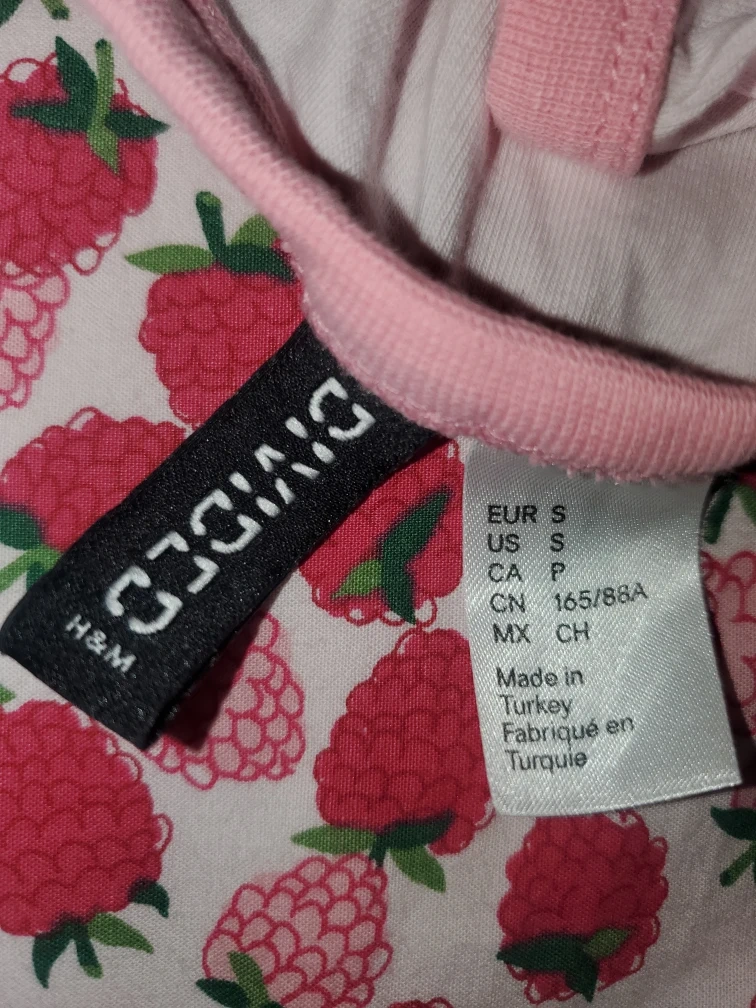 DIVIDED
H&M
EUR S
US S
CA P
CN 165/88A
MX CH
Made in
Turkey
Fabriqué en
Turquie